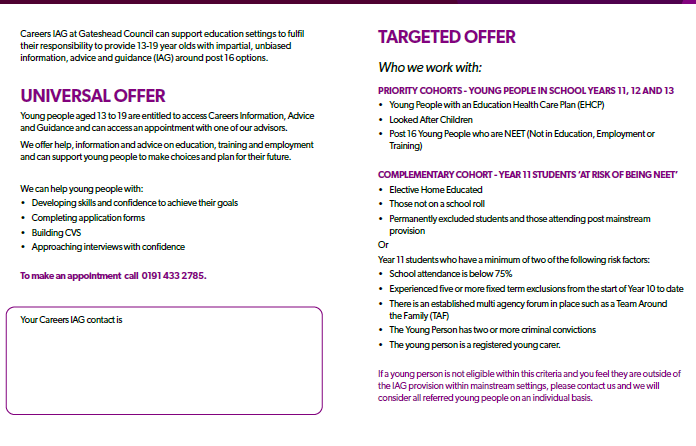 Careers IAG at Gateshead Council can support education settings to fulfil
their responsibility to provide 13-19 year olds with impartial, unbiased
information, advice and guidance (IAG) around post 16 options.
UNIVERSAL OFFER
Young people aged 13 to 19 are entitled to access Careers Information, Advice
and Guidance and can access an appointment with one of our advisors.
We offer help, information and advice on education, training and employment
and can support young people to make choices and plan for their future.
We can help young people with:
• Developing skills and confidence to achieve their goals
• Completing application forms
• Building CVS
• Approaching interviews with confidence
To make an appointment call 0191 433 2785.
Your Careers IAG contact is
TARGETED OFFER
Who we work with:
PRIORITY COHORTS - YOUNG PEOPLE IN SCHOOL YEARS 11, 12 AND 13
• Young People with an Education Health Care Plan (EHCP)
• Looked After Children
• Post 16 Young People who are NEET (Not in Education, Employment or
Training)
COMPLEMENTARY COHORT - YEAR 11 STUDENTS ‘AT RISK OF BEING NEET’
• Elective Home Educated
• Those not on a school roll
• Permanently excluded students and those attending post mainstream
provision
Or
Year 11 students who have a minimum of two of the following risk factors:
• School attendance is below 75%
• Experienced five or more fixed term exclusions from the start of Year 10 to date
• There is an established multi agency forum in place such as a Team Around
the Family (TAF)
• The Young Person has two or more criminal convictions
• The young person is a registered young carer.
If a young person is not eligible within this criteria and you feel they are outside of
the IAG provision within mainstream settings, please contact us and we will
consider all referred young people on an individual basis.